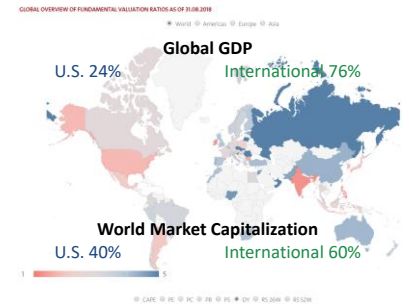 GLOBAL OVERVIEW OF FUNDAMENTAL VALUATION RATIOS AS OF 31.08.2018
World Americas Europe Asia
Global GDP
U.S. 24% International 76%
World Market Capitalization
U.S. 40% International 60%
1 5
CAPE PE PC PB PS DY RS 26W RS 52W